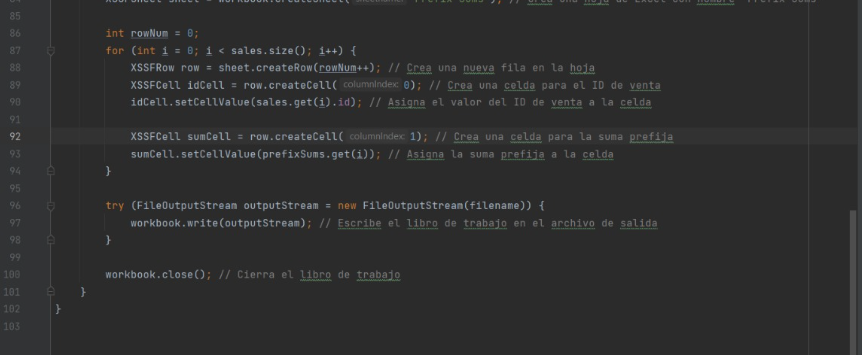 84 XSSFSheet sheet = workbook.createSheet( "Prefix Sums"); // Crea una hoja de Excel con nombre "Prefix Sums"
85
86 int rowNum = 0;
87 for (int i = 0; i < sales.size(); i++) {
88 XSSFRow row = sheet.createRow(rowNum++); // Crea una nueva fila en la hoja
89 XSSFCell idCell = row.createCell( columnIndex: 0); // Crea una celda para el ID de venta
90 idCell.setCellValue(sales.get(i).id); // Asigna el valor del ID de venta a la celda
91
92 XSSFCell sumCell = row.createCell( columnIndex: 1); // Crea una celda para la suma prefija
93 sumCell.setCellValue(prefixSums.get(i)); // Asigna la suma prefija a la celda
94 }
95
96 try (FileOutputStream outputStream = new FileOutputStream(filename)) {
97 workbook.write(outputStream); // Escribe el libro de trabajo en el archivo de salida
98 }
99
100 workbook.close(); // Cierra el libro de trabajo
101 }
102 }
103